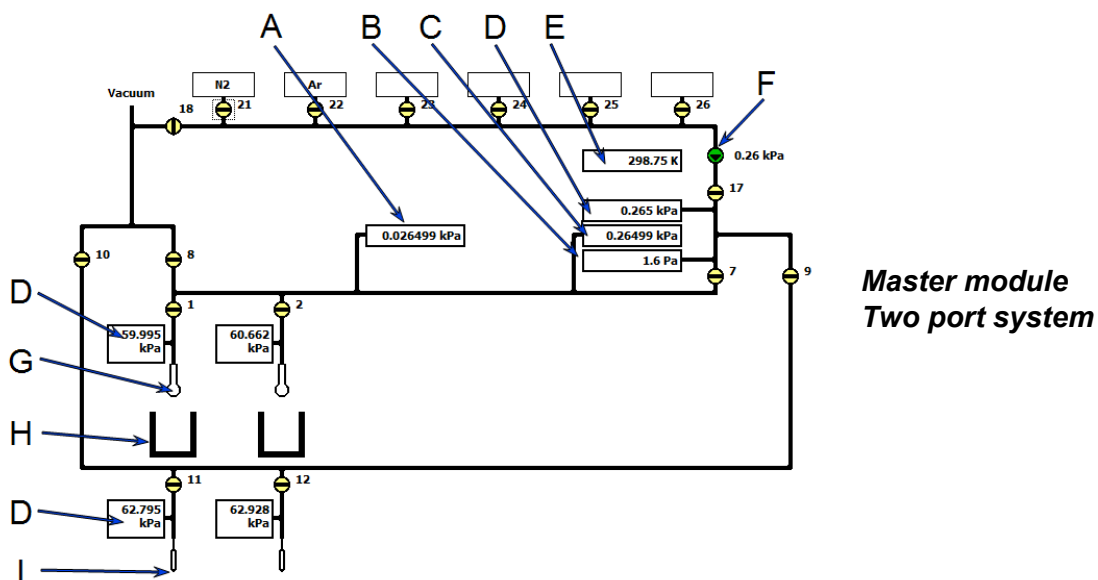 A
B
C
D
E
F
N2
Ar
Vacuum
18
21
22
23
24
25
26
298.75 K
0.26 kPa
17
0.265 kPa
0.026499 kPa
0.26499 kPa
1.6 Pa
10
8
7
9
1
2
Master module
Two port system
D
59.995
kPa
60.662
kPa
G
H
11
12
D
62.795
kPa
62.928
kPa
I